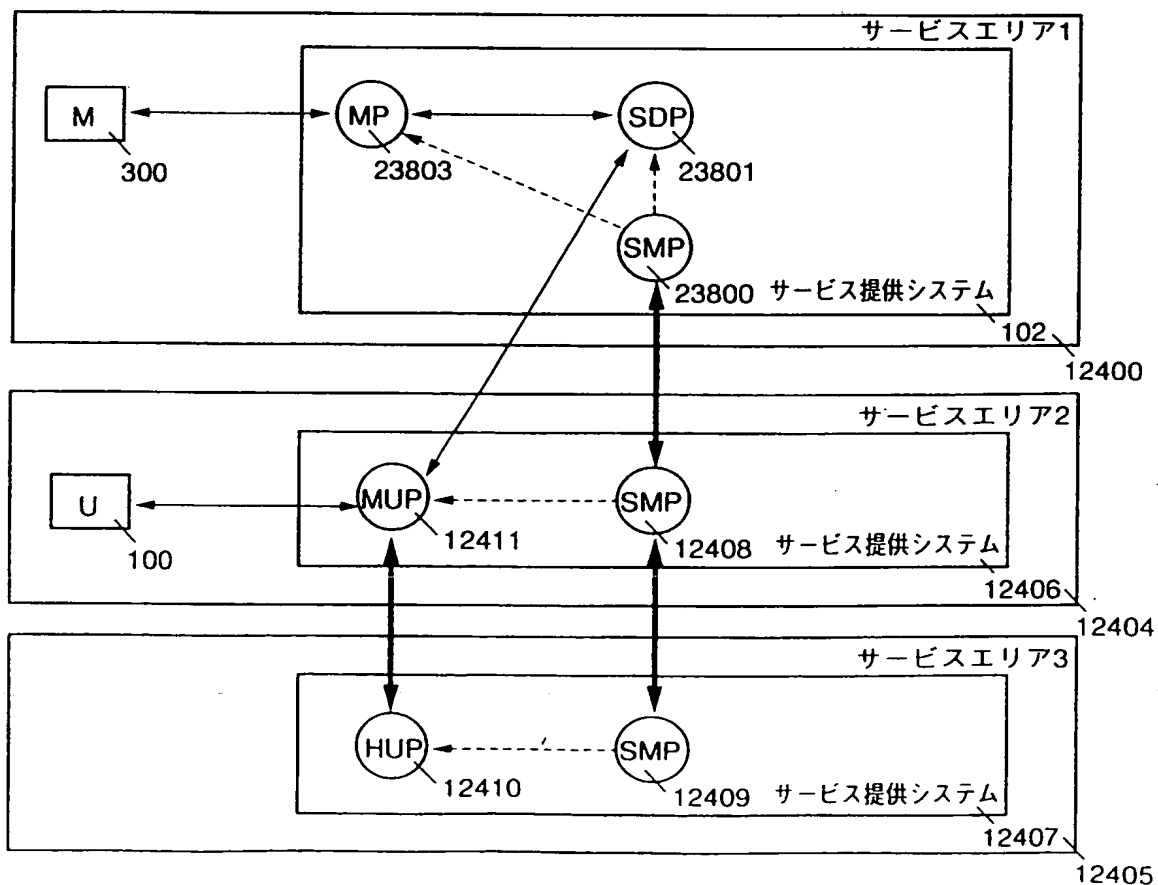 サービスエリア1
M
300
MP
23803
SDP
23801
SMP
23800
サービス提供システム
102
12400
サービスエリア2
U
100
MUP
12411
SMP
12408
サービス提供システム
12406
12404
サービスエリア3
HUP
12410
SMP
12409
サービス提供システム
12407
12405